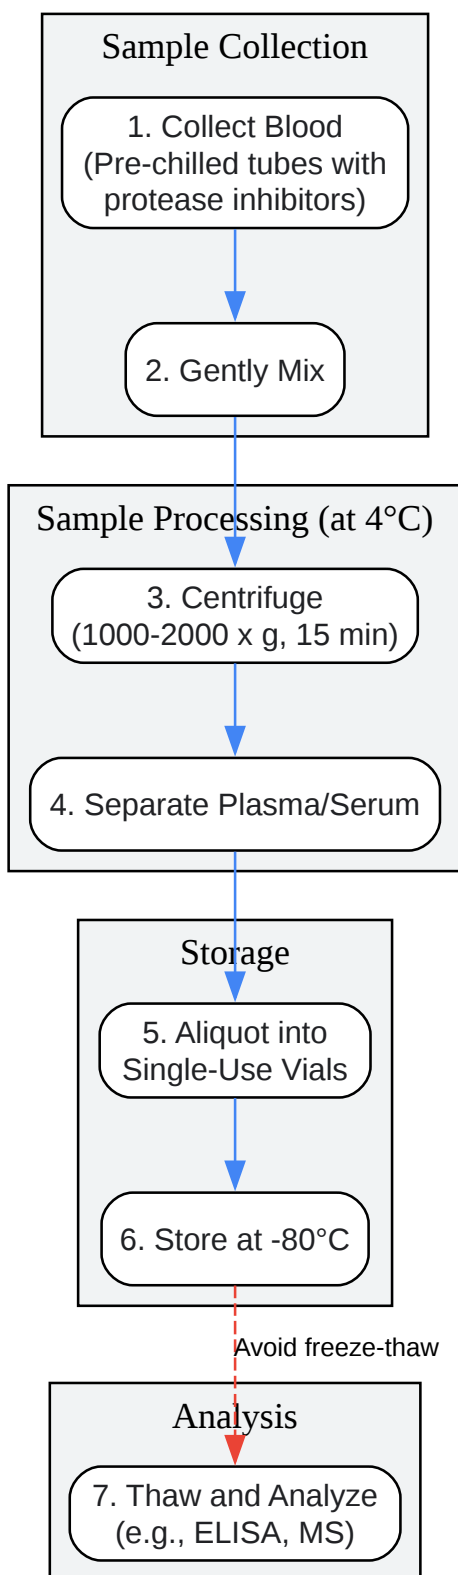 Sample Collection
1. Collect Blood
(Pre-chilled tubes with
protease inhibitors)
2. Gently Mix
Sample Processing (at 4°C)
3. Centrifuge
(1000-2000 x g, 15 min)
4. Separate Plasma/Serum
Storage
5. Aliquot into
Single-Use Vials
6. Store at -80°C
Avoid freeze-thaw
Analysis
7. Thaw and Analyze
(e.g., ELISA, MS)